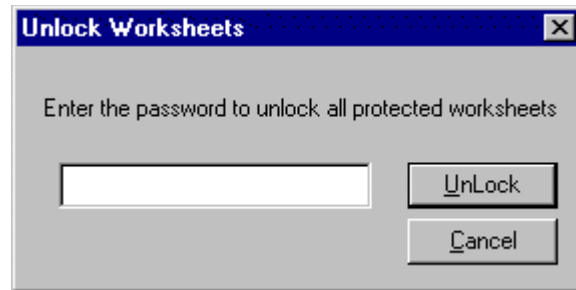 Unlock Worksheets
Enter the password to unlock all protected worksheets
UnLock
Cancel